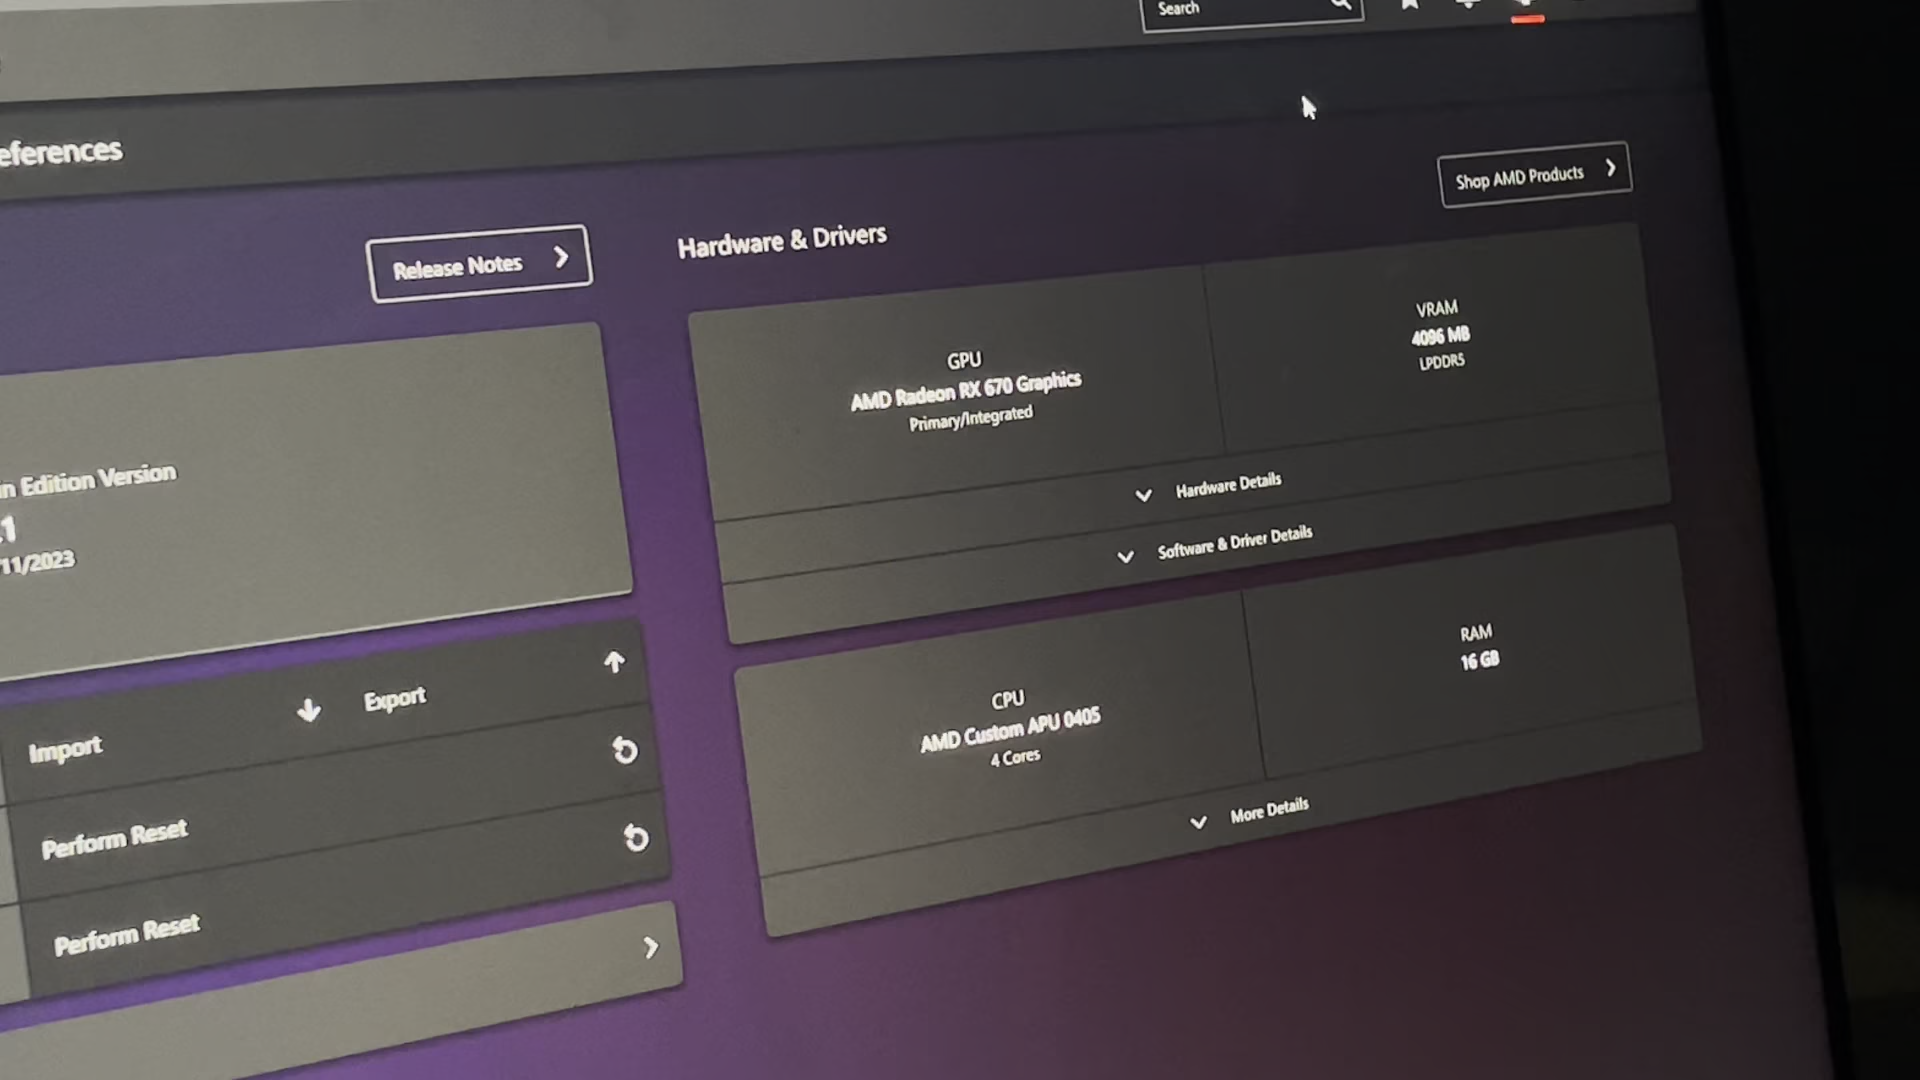 Search
eferences
Shop AMD Products
Release Notes
Hardware & Drivers
GPU
AMD Radeon RX 670 Graphics
Primary/Integrated
VRAM
4096 MB
LPDDR5
Hardware Details
Software & Driver Details
n Edition Version
.1
11/2023
Import
Export
Perform Reset
Perform Reset
CPU
AMD Custom APU 0405
4 Cores
RAM
16 GB
More Details